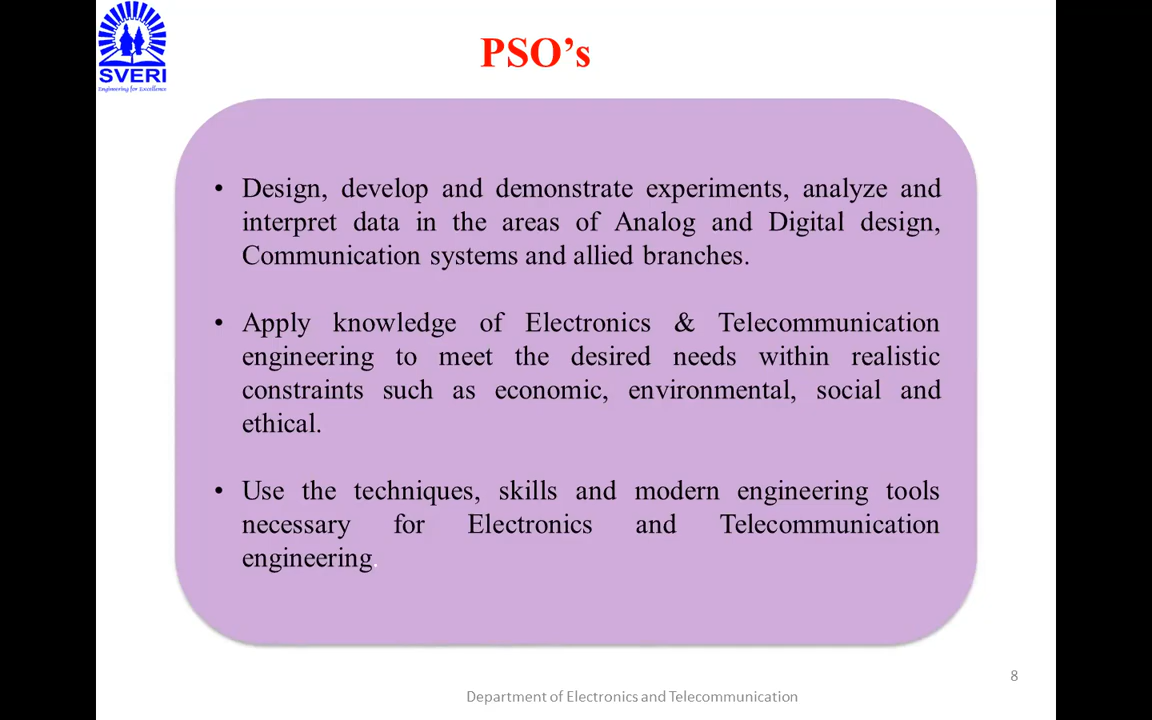 SVERI
Engineering for Excellence
PSO’s
• Design, develop and demonstrate experiments, analyze and
interpret data in the areas of Analog and Digital design,
Communication systems and allied branches.
• Apply knowledge of Electronics & Telecommunication
engineering to meet the desired needs within realistic
constraints such as economic, environmental, social and
ethical.
• Use the techniques, skills and modern engineering tools
necessary for Electronics and Telecommunication
engineering.
8
Department of Electronics and Telecommunication